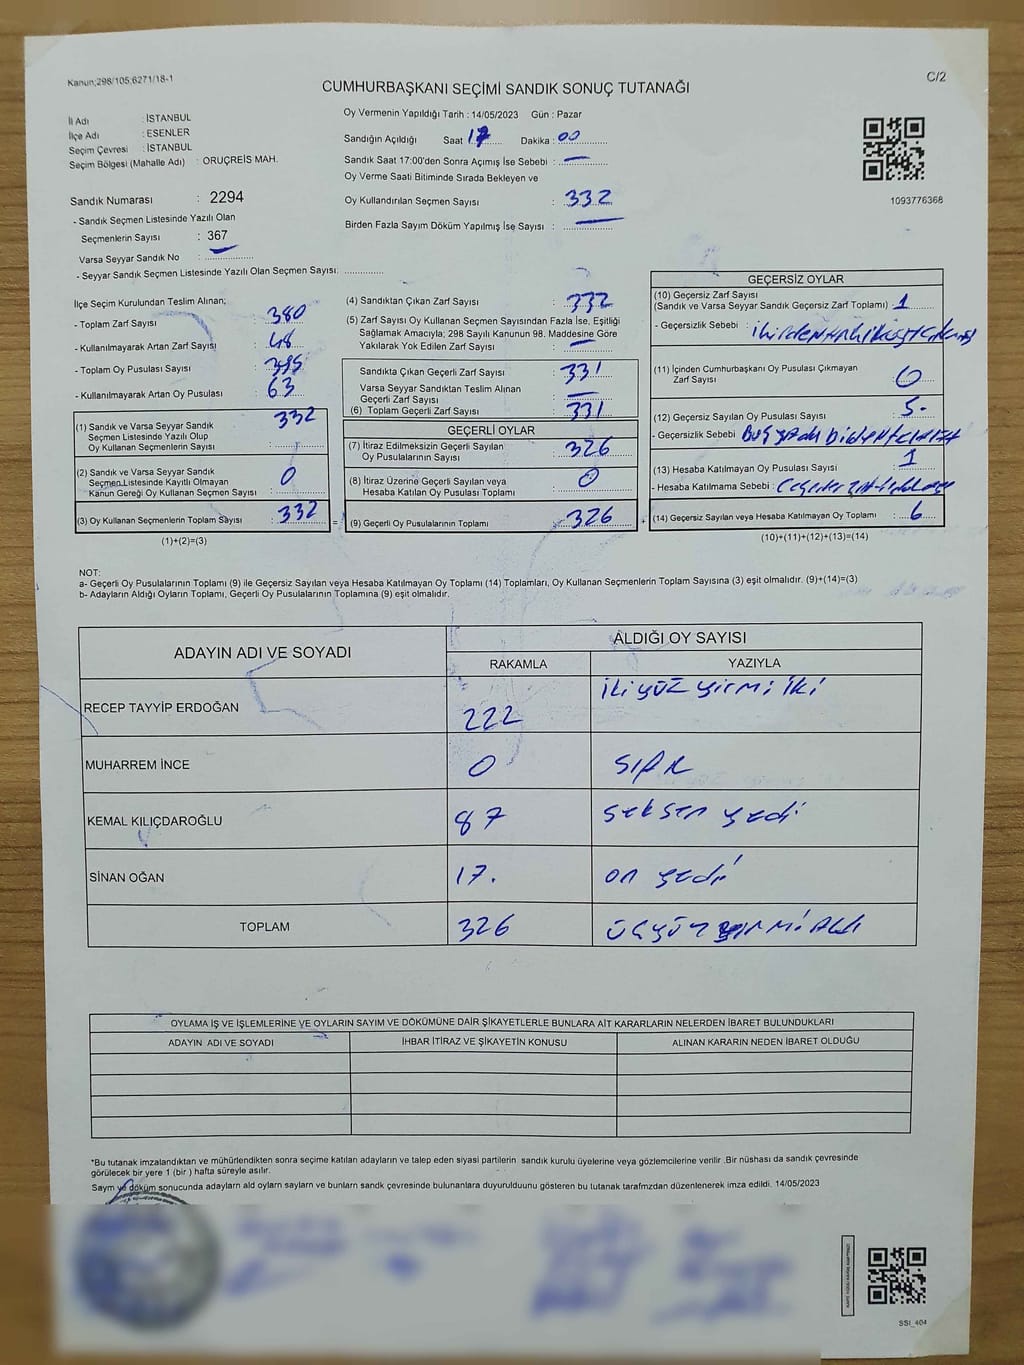 Kanun;298/105;6271/18-1
C/2
CUMHURBAŞKANI SEÇİMİ SANDIK SONUÇ TUTANAĞI
İl Adı : İSTANBUL
İlçe Adı : ESENLER
Seçim Çevresi : İSTANBUL
Seçim Bölgesi (Mahalle Adı) : ORUÇREİS MAH.
Sandık Numarası : 2294
- Sandık Seçmen Listesinde Yazılı Olan
Seçmenlerin Sayısı : 367
Varsa Seyyar Sandık No :
- Seyyar Sandık Seçmen Listesinde Yazılı Olan Seçmen Sayısı:
Oy Vermenin Yapıldığı Tarih : 14/05/2023 Gün : Pazar
Sandığın Açıldığı Saat 17 Dakika : 00
Sandık Saat 17:00'den Sonra Açımış İse Sebebi : —
Oy Verme Saati Bitiminde Sırada Bekleyen ve
Oy Kullandırılan Seçmen Sayısı : 332
Birden Fazla Sayım Döküm Yapılmış İse Sayısı : —
1093776368
İlçe Seçim Kurulundan Teslim Alınan;
- Toplam Zarf Sayısı : 380
- Kullanılmayarak Artan Zarf Sayısı : 48
- Toplam Oy Pusulası Sayısı : 395
- Kullanılmayarak Artan Oy Pusulası : 63
(1) Sandık ve Varsa Seyyar Sandık 332
Seçmen Listesinde Yazılı Olup
Oy Kullanan Seçmenlerin Sayısı :
(2) Sandık ve Varsa Seyyar Sandık
Seçmen Listesinde Kayıtlı Olmayan 0
Kanun Gereği Oy Kullanan Seçmen Sayısı :
(3) Oy Kullanan Seçmenlerin Toplam Sayısı : 332
(1)+(2)=(3)
(4) Sandıktan Çıkan Zarf Sayısı : 332
(5) Zarf Sayısı Oy Kullanan Seçmen Sayısından Fazla İse, Eşitliği
Sağlamak Amacıyla; 298 Sayılı Kanunun 98. Maddesine Göre
Yakılarak Yok Edilen Zarf Sayısı : —
Sandıkta Çıkan Geçerli Zarf Sayısı : 331
Varsa Seyyar Sandıktan Teslim Alınan
Geçerli Zarf Sayısı : —
(6) Toplam Geçerli Zarf Sayısı : 331
GEÇERLİ OYLAR
(7) İtiraz Edilmeksizin Geçerli Sayılan
Oy Pusulalarının Sayısı : 326
(8) İtiraz Üzerine Geçerli Sayılan veya
Hesaba Katılan Oy Pusulası Toplamı : 0
= (9) Geçerli Oy Pusulalarının Toplamı : 326 +
GEÇERSİZ OYLAR
(10) Geçersiz Zarf Sayısı
(Sandık ve Varsa Seyyar Sandık Geçersiz Zarf Toplamı) : 1
- Geçersizlik Sebebi :
(11) İçinden Cumhurbaşkanı Oy Pusulası Çıkmayan
Zarf Sayısı : 0
(12) Geçersiz Sayılan Oy Pusulası Sayısı : 5
- Geçersizlik Sebebi
(13) Hesaba Katılmayan Oy Pusulası Sayısı : 1
- Hesaba Katılmama Sebebi :
(14) Geçersiz Sayılan veya Hesaba Katılmayan Oy Toplamı : 6
(10)+(11)+(12)+(13)=(14)
NOT:
a- Geçerli Oy Pusulalarının Toplamı (9) ile Geçersiz Sayılan veya Hesaba Katılmayan Oy Toplamı (14) Toplamları, Oy Kullanan Seçmenlerin Toplam Sayısına (3) eşit olmalıdır. (9)+(14)=(3)
b- Adayların Aldığı Oyların Toplamı, Geçerli Oy Pusulalarının Toplamına (9) eşit olmalıdır.
ADAYIN ADI VE SOYADI
ALDIĞI OY SAYISI
RAKAMLA YAZIYLA
RECEP TAYYİP ERDOĞAN 222 iki yüz yirmi iki
MUHARREM İNCE 0 SIFIR
KEMAL KILIÇDAROĞLU 87 seksen yedi
SİNAN OĞAN 17. on yedi
TOPLAM 326 üçyüz yirmi altı
OYLAMA İŞ VE İŞLEMLERİNE VE OYLARIN SAYIM VE DÖKÜMÜNE DAİR ŞİKAYETLERLE BUNLARA AİT KARARLARIN NELERDEN İBARET BULUNDUKLARI
ADAYIN ADI VE SOYADI İHBAR İTİRAZ VE ŞİKAYETİN KONUSU ALINAN KARARIN NEDEN İBARET OLDUĞU
*Bu tutanak imzalandıktan ve mühürlendikten sonra seçime katılan adayların ve talep eden siyasi partilerin sandık kurulu üyelerine veya gözlemcilerine verilir .Bir nüshası da sandık çevresinde
görülecek bir yere 1 (bir ) hafta süreyle asılır.
Saym ve döküm sonucunda adaylarn ald oylarn saylarn ve bunlarn sandk çevresinde bulunanlara duyurulduunu gösteren bu tutanak tarafmzdan düzenlenerek imza edildi. 14/05/2023
SSI_404